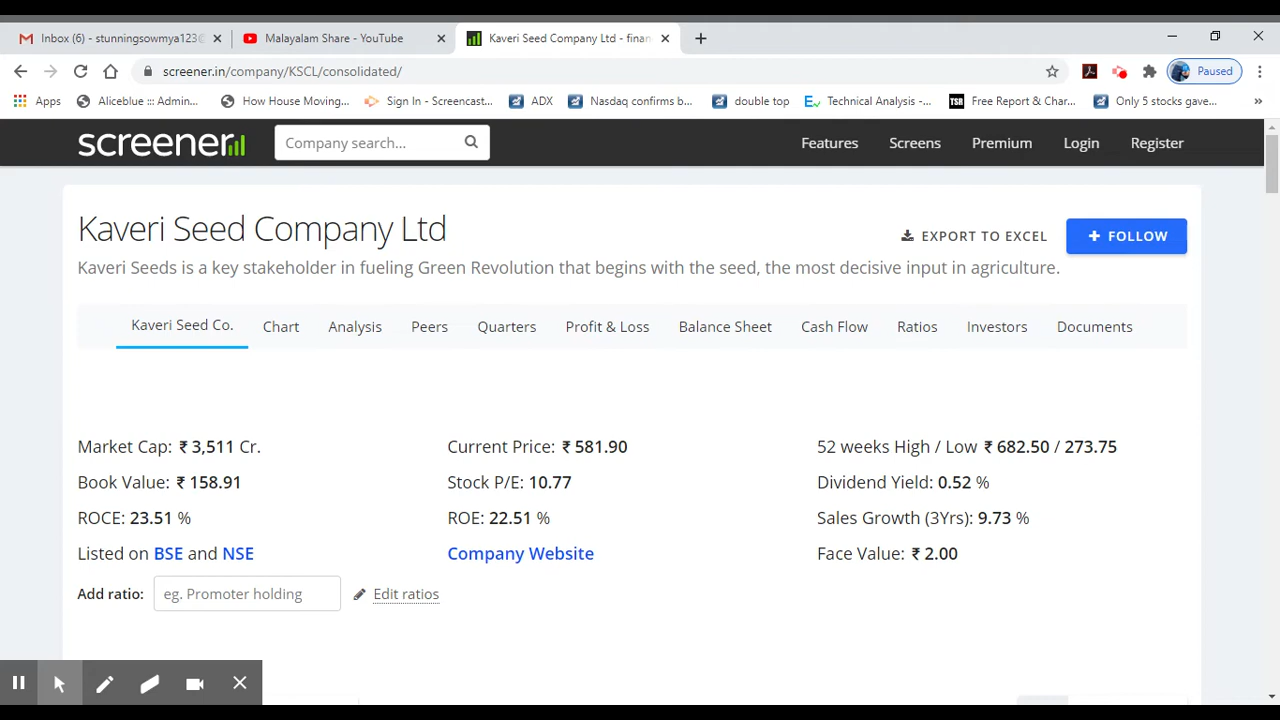 Inbox (6) - stunningsowmya123@
Malayalam Share - YouTube
Kaveri Seed Company Ltd - finan
screener.in/company/KSCL/consolidated/
Paused
Apps
Aliceblue ::: Admin...
How House Moving...
Sign In - Screencast...
ADX
Nasdaq confirms b...
double top
Technical Analysis -...
TSR
Free Report & Char...
Only 5 stocks gave...
»
screener
Company search...
Features
Screens
Premium
Login
Register
Kaveri Seed Company Ltd
EXPORT TO EXCEL
+ FOLLOW
Kaveri Seeds is a key stakeholder in fueling Green Revolution that begins with the seed, the most decisive input in agriculture.
Kaveri Seed Co.
Chart
Analysis
Peers
Quarters
Profit & Loss
Balance Sheet
Cash Flow
Ratios
Investors
Documents
Market Cap: ₹ 3,511 Cr.
Current Price: ₹ 581.90
52 weeks High / Low ₹ 682.50 / 273.75
Book Value: ₹ 158.91
Stock P/E: 10.77
Dividend Yield: 0.52 %
ROCE: 23.51 %
ROE: 22.51 %
Sales Growth (3Yrs): 9.73 %
Listed on BSE and NSE
Company Website
Face Value: ₹ 2.00
Add ratio:
eg. Promoter holding
Edit ratios